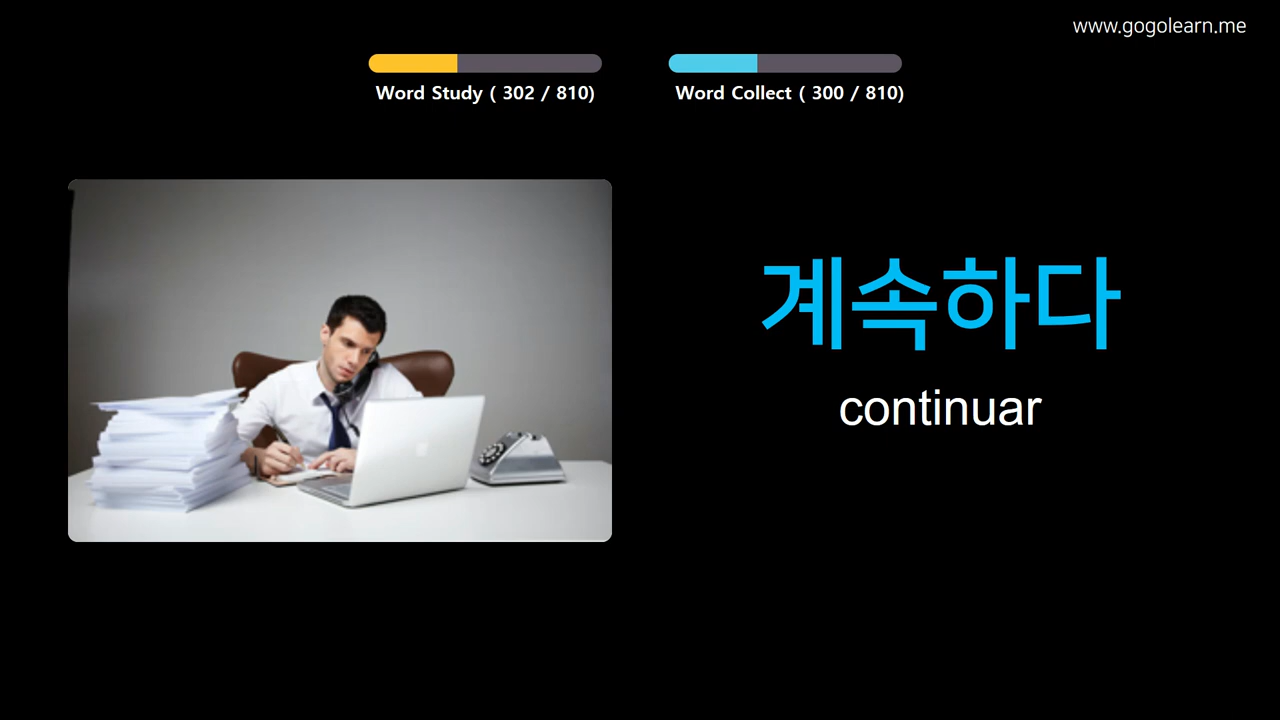 www.gogolearn.me
Word Study ( 302 / 810)
Word Collect ( 300 / 810)
계속하다
continuar